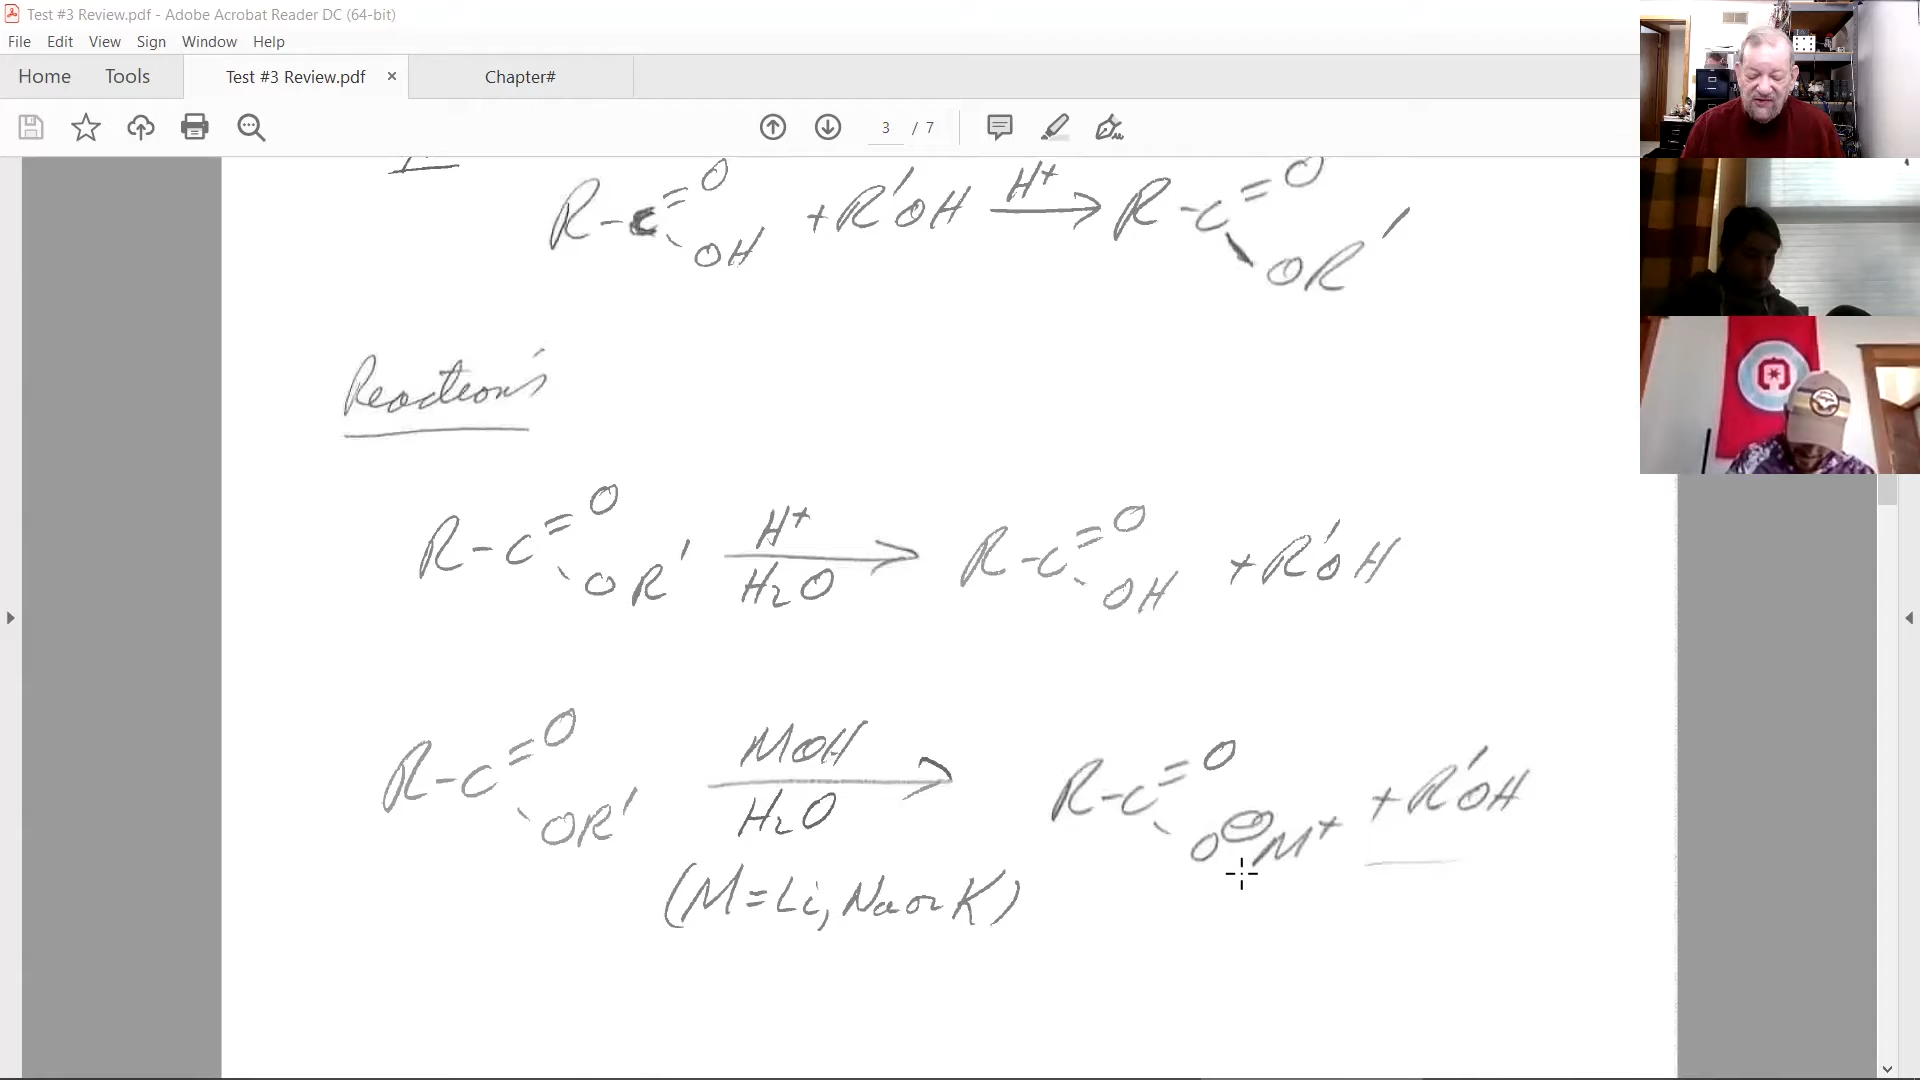 Test #3 Review.pdf - Adobe Acrobat Reader DC (64-bit)
File Edit View Sign Window Help
Home Tools Test #3 Review.pdf × Chapter#
3 / 7
R-C=O OH + R'OH H+ → R-C=O OR'
Reaction's
R-C=O OR' H+ H2O → R-C=O OH + R'OH
R-C=O OR' MOH H2O → R-C=O O⊖M+ + R'OH
(M=Li, Na or K)